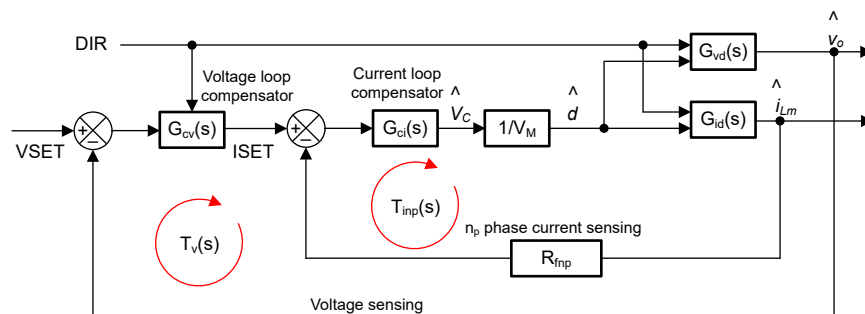 DIR
Voltage loop
compensator
Current loop
compensator
^
v₀
G_vd(s)
^
V_C
^
d
^
i_Lm
VSET
+
−
G_cv(s)
ISET
+
−
G_ci(s)
1/V_M
G_id(s)
T_v(s)
T_inp(s)
n_p phase current sensing
R_fnp
Voltage sensing